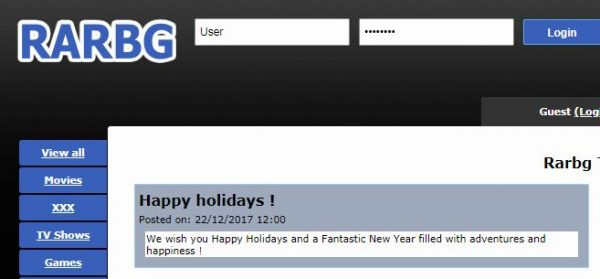 RARBG
User
••••••••
Login
Guest (Log
View all
Movies
XXX
TV Shows
Games
Rarbg
Happy holidays !
Posted on: 22/12/2017 12:00
We wish you Happy Holidays and a Fantastic New Year filled with adventures and
happiness !